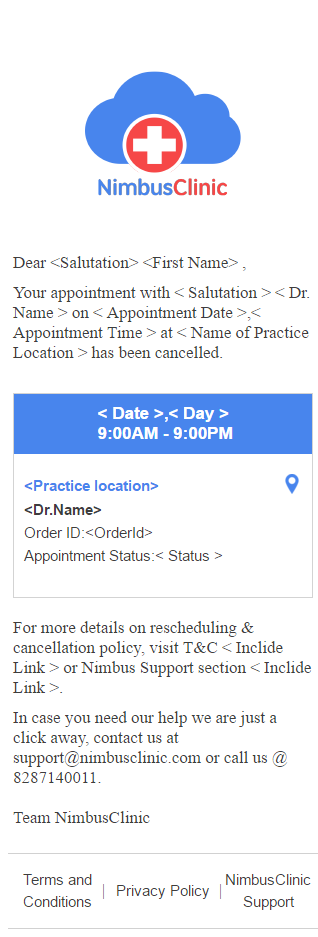 NimbusClinic
Dear <Salutation> <First Name> ,
Your appointment with < Salutation > < Dr.
Name > on < Appointment Date >,<
Appointment Time > at < Name of Practice
Location > has been cancelled.
< Date >,< Day >
9:00AM - 9:00PM
<Practice location>
<Dr.Name>
Order ID:<OrderId>
Appointment Status:< Status >
For more details on rescheduling &
cancellation policy, visit T&C < Inclide
Link > or Nimbus Support section < Inclide
Link >.
In case you need our help we are just a
click away, contact us at
support@nimbusclinic.com or call us @
8287140011.
Team NimbusClinic
Terms and
Conditions
| Privacy Policy |
NimbusClinic
Support